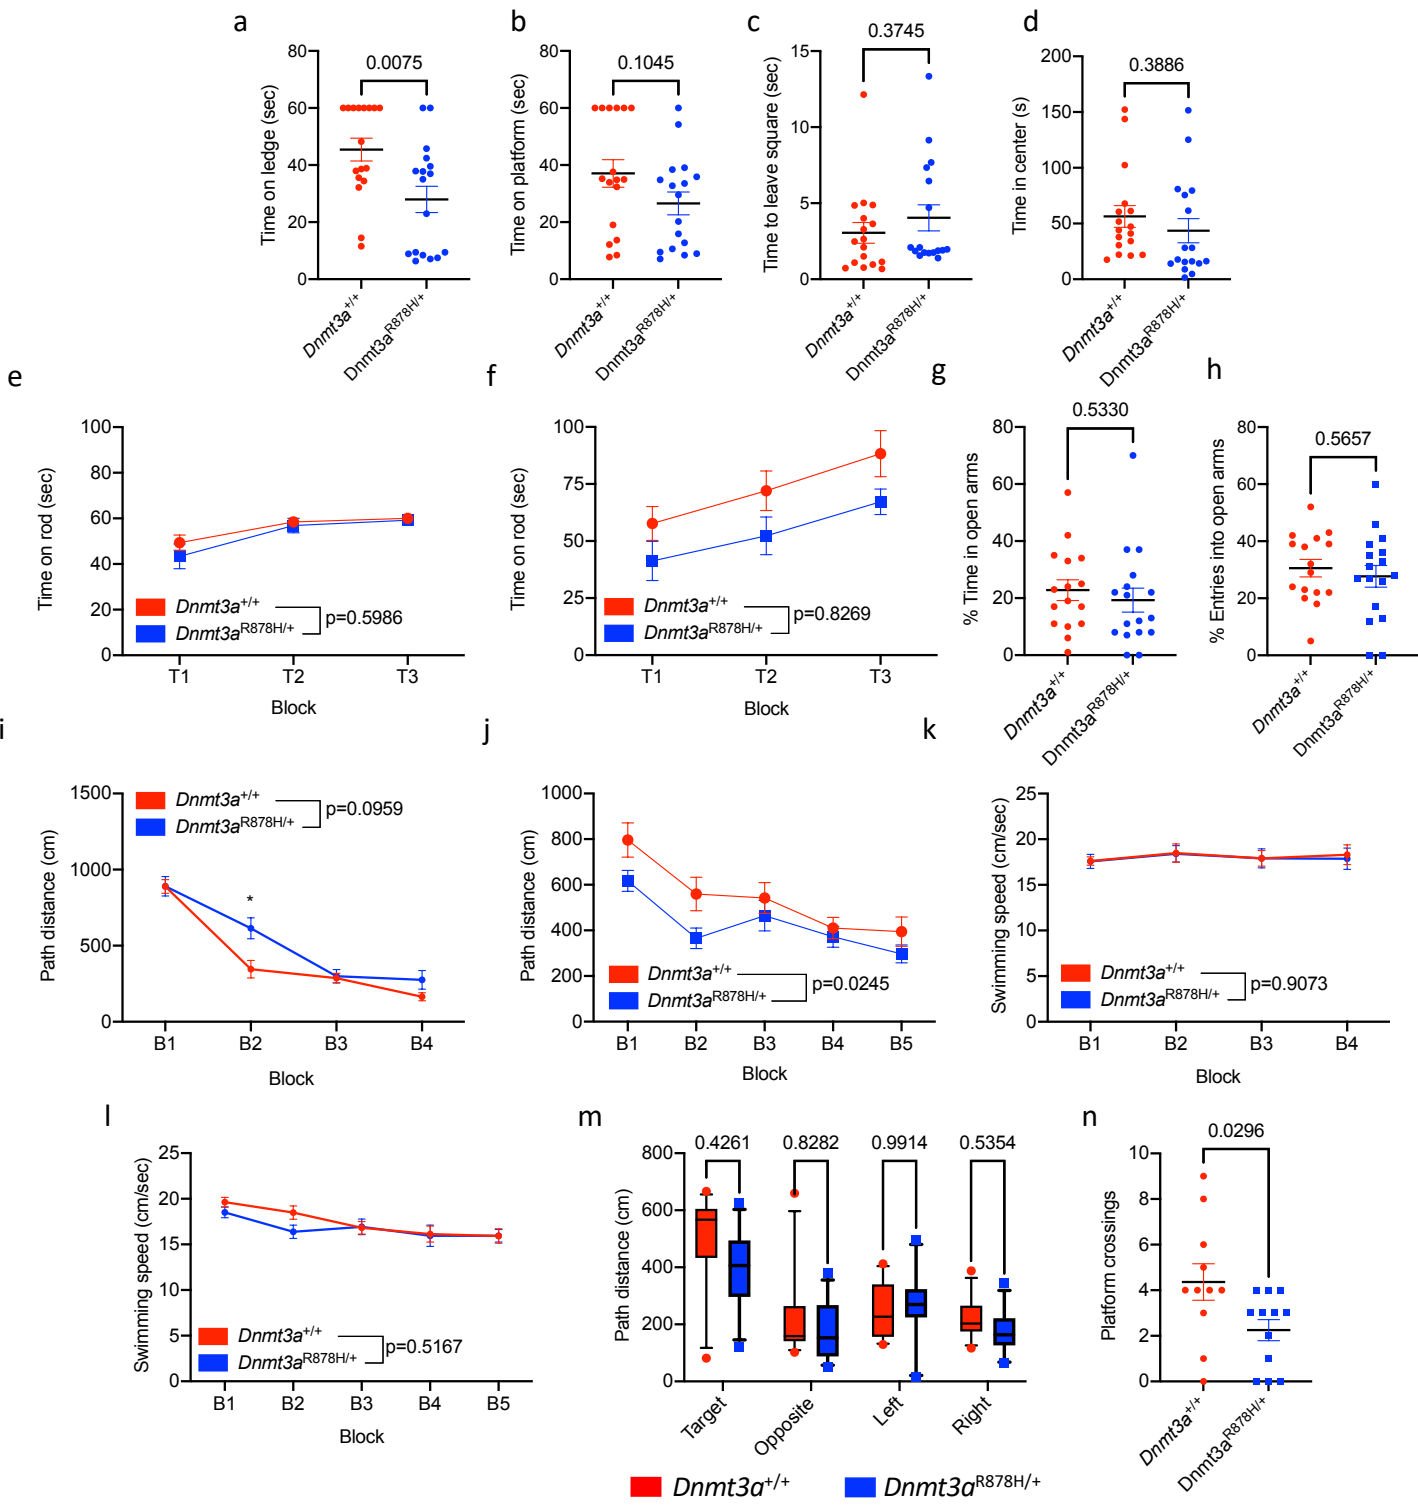 a
b
c
d
0.0075
0.1045
0.3745
0.3886
Time on ledge (sec)
80
60
40
20
0
Dnmt3a+/+
Dnmt3aR878H/+
Time on platform (sec)
80
60
40
20
0
Dnmt3a+/+
Dnmt3aR878H/+
Time to leave square (sec)
15
10
5
0
Dnmt3a+/+
Dnmt3aR878H/+
Time in center (s)
200
150
100
50
0
Dnmt3a+/+
Dnmt3aR878H/+
e
f
g
h
Time on rod (sec)
100
80
60
40
20
0
Dnmt3a+/+
Dnmt3aR878H/+
p=0.5986
T1 T2 T3
Block
Time on rod (sec)
100
75
50
25
0
Dnmt3a+/+
Dnmt3aR878H/+
p=0.8269
T1 T2 T3
Block
0.5330
% Time in open arms
80
60
40
20
0
Dnmt3a+/+
Dnmt3aR878H/+
0.5657
% Entries into open arms
80
60
40
20
0
Dnmt3a+/+
Dnmt3aR878H/+
i
j
k
Path distance (cm)
1500
1000
500
0
Dnmt3a+/+
Dnmt3aR878H/+
p=0.0959
*
B1 B2 B3 B4
Block
Path distance (cm)
1000
800
600
400
200
0
Dnmt3a+/+
Dnmt3aR878H/+
p=0.0245
B1 B2 B3 B4 B5
Block
Swimming speed (cm/sec)
25
20
15
10
5
0
Dnmt3a+/+
Dnmt3aR878H/+
p=0.9073
B1 B2 B3 B4
Block
l
m
n
Swimming speed (cm/sec)
25
20
15
10
5
0
Dnmt3a+/+
Dnmt3aR878H/+
p=0.5167
B1 B2 B3 B4 B5
Block
0.4261 0.8282 0.9914 0.5354
Path distance (cm)
800
600
400
200
0
Target
Opposite
Left
Right
0.0296
Platform crossings
10
8
6
4
2
0
Dnmt3a+/+
Dnmt3aR878H/+
Dnmt3a+/+
Dnmt3aR878H/+